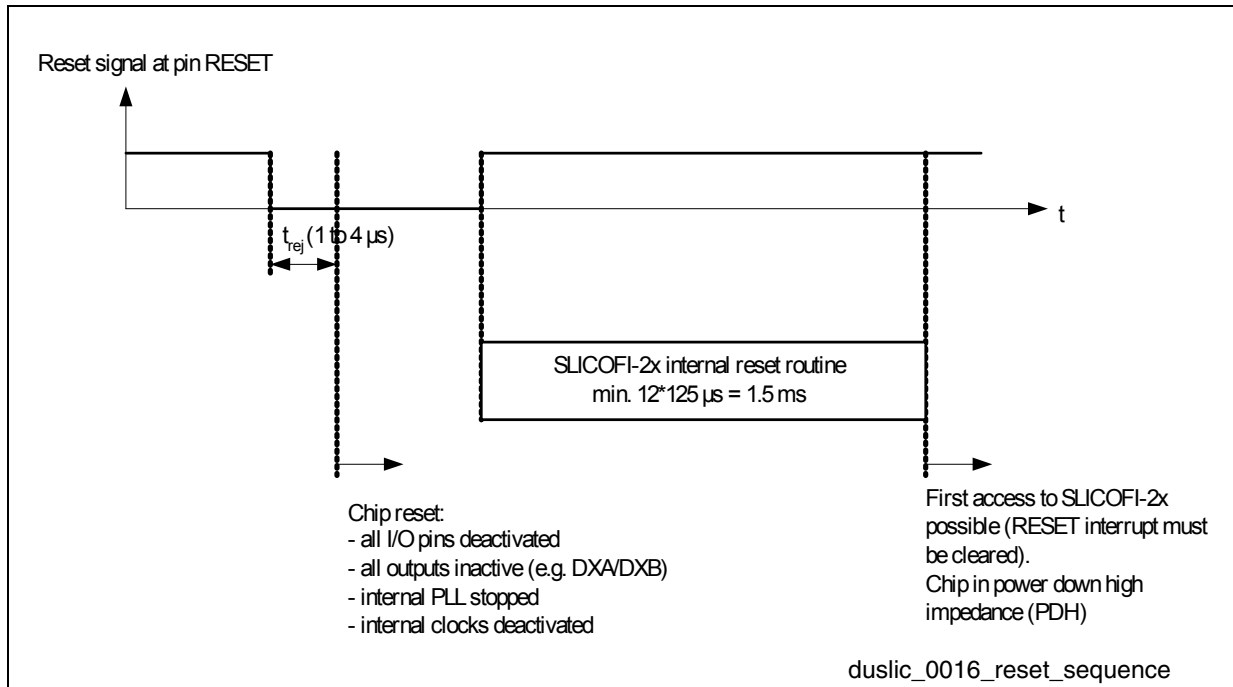 Reset signal at pin RESET
t
trej (1 to 4 µs)
SLICOFI-2x internal reset routine
min. 12*125 µs = 1.5 ms
Chip reset:
- all I/O pins deactivated
- all outputs inactive (e.g. DXA/DXB)
- internal PLL stopped
- internal clocks deactivated
First access to SLICOFI-2x
possible (RESET interrupt must
be cleared).
Chip in power down high
impedance (PDH)
duslic_0016_reset_sequence